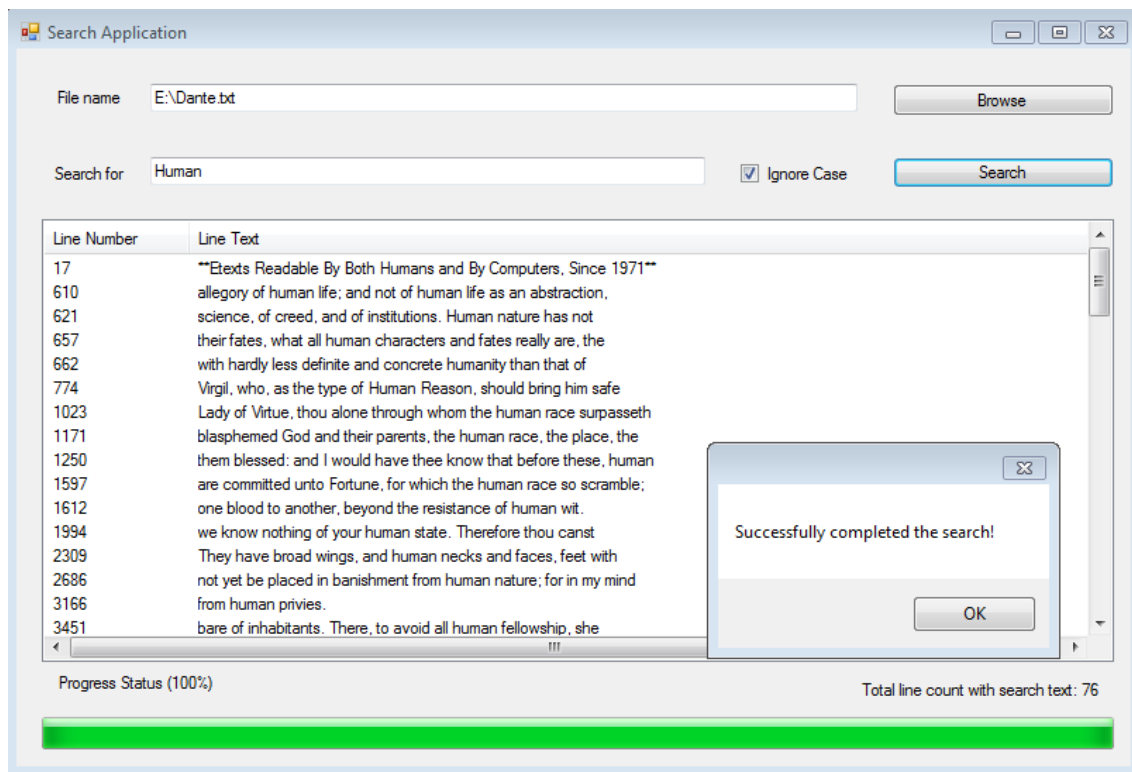 Search Application
File name E:\Dante.txt Browse
Search for Human Ignore Case Search
Line Number Line Text
17 **Etexts Readable By Both Humans and By Computers, Since 1971**
610 allegory of human life; and not of human life as an abstraction,
621 science, of creed, and of institutions. Human nature has not
657 their fates, what all human characters and fates really are, the
662 with hardly less definite and concrete humanity than that of
774 Virgil, who, as the type of Human Reason, should bring him safe
1023 Lady of Virtue, thou alone through whom the human race surpasseth
1171 blasphemed God and their parents, the human race, the place, the
1250 them blessed: and I would have thee know that before these, human
1597 are committed unto Fortune, for which the human race so scramble;
1612 one blood to another, beyond the resistance of human wit.
1994 we know nothing of your human state. Therefore thou canst
2309 They have broad wings, and human necks and faces, feet with
2686 not yet be placed in banishment from human nature; for in my mind
3166 from human privies.
3451 bare of inhabitants. There, to avoid all human fellowship, she
Successfully completed the search!
OK
Progress Status (100%)
Total line count with search text: 76